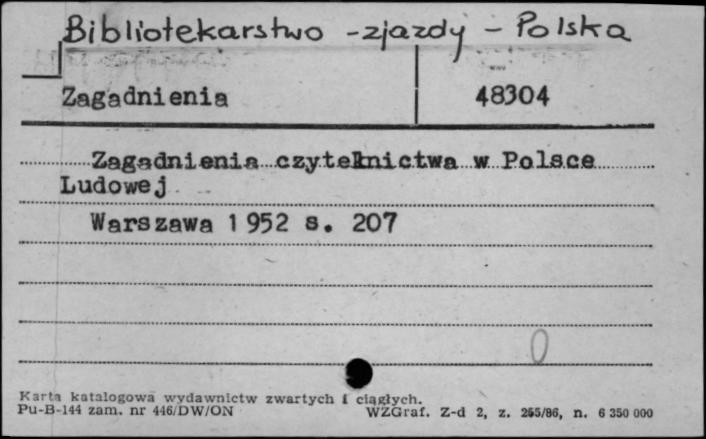 Bibliotekarstwo - zjazdy - Polska
Zagadnienia 48304
Zagadnienia czytelnictwa w Polsce
Ludowej
Warszawa 1952 s. 207
0
Karta katalogowa wydawnictw zwartych i ciągłych.
Pu-B-144 zam. nr 446/DW/ON WZGraf. Z-d 2, z. 255/86, n. 6 350 000